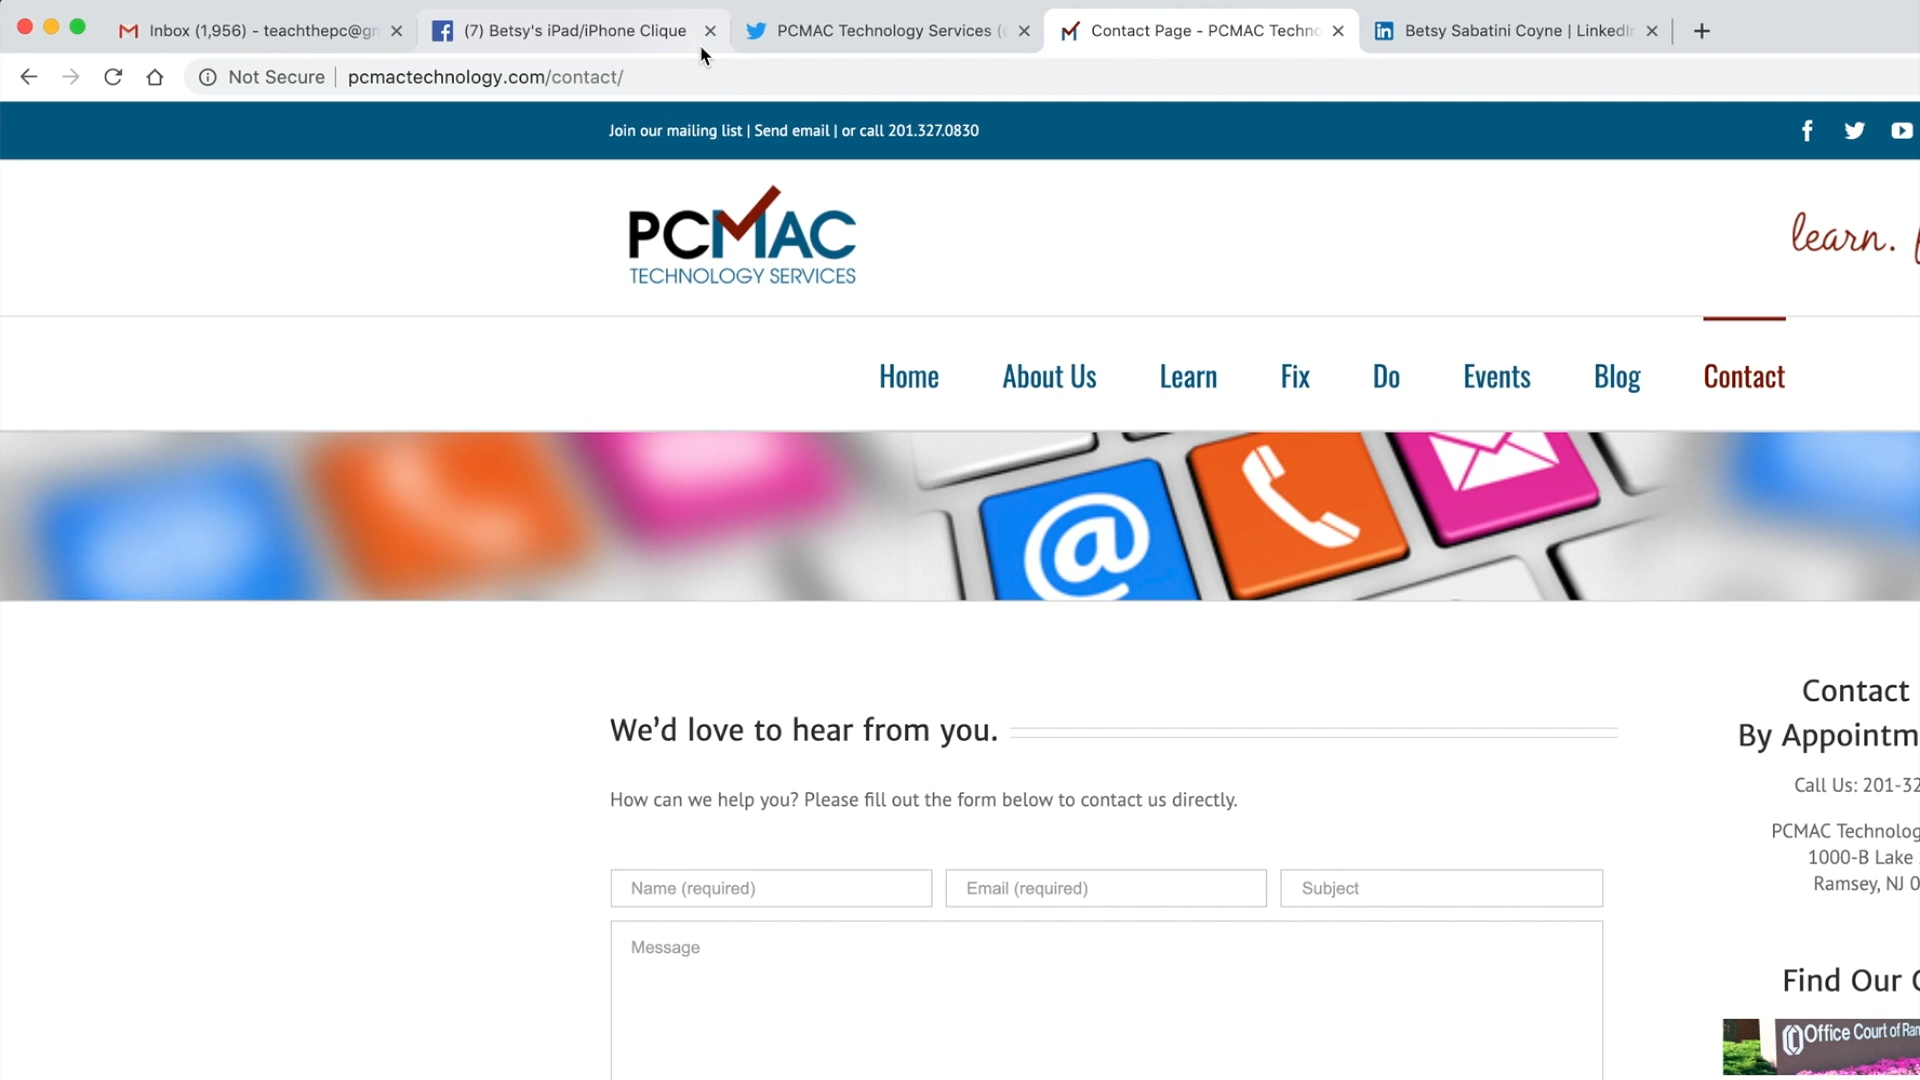 Inbox (1,956) - teachthepc@gm
(7) Betsy's iPad/iPhone Clique
PCMAC Technology Services (
Contact Page - PCMAC Techno
Betsy Sabatini Coyne | LinkedIn
Not Secure | pcmactechnology.com/contact/
Join our mailing list | Send email | or call 201.327.0830
PCMAC
TECHNOLOGY SERVICES
learn.
Home About Us Learn Fix Do Events Blog Contact
@
We'd love to hear from you.
How can we help you? Please fill out the form below to contact us directly.
Name (required) Email (required) Subject
Message
Contact
By Appointm
Call Us: 201-32
PCMAC Technolog
1000-B Lake
Ramsey, NJ 0
Find Our
Office Court of Ram